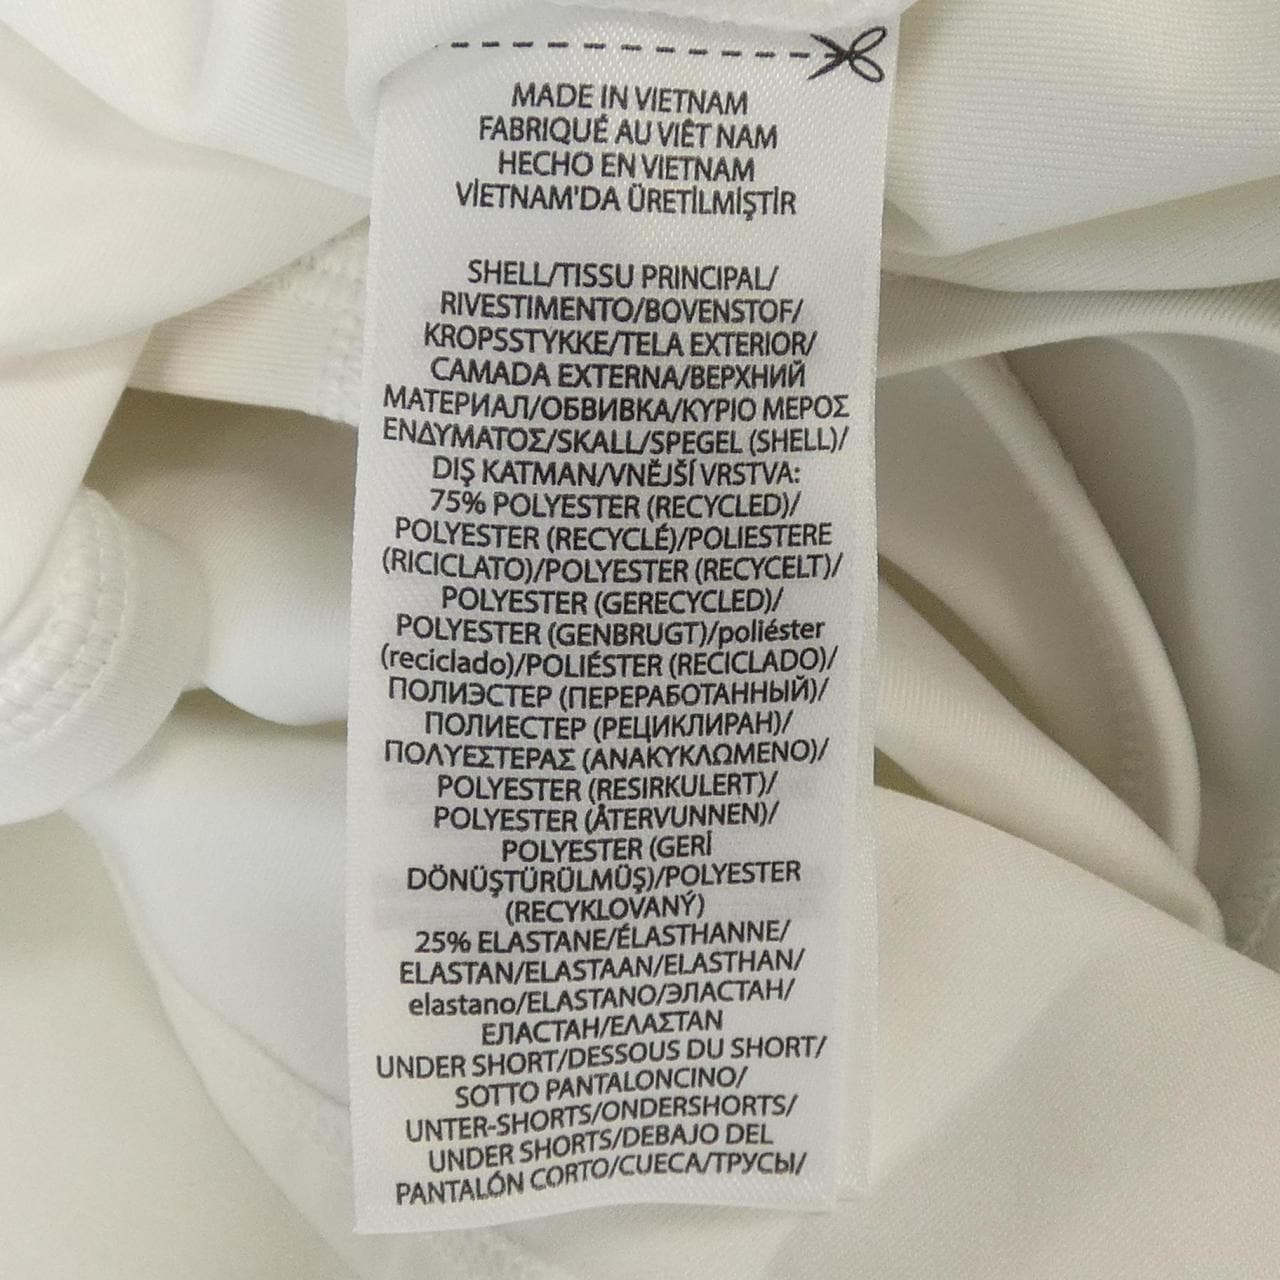 MADE IN VIETNAM
FABRIQUÉ AU VIÊT NAM
HECHO EN VIETNAM
VİETNAM'DA ÜRETİLMİŞTİR
SHELL/TISSU PRINCIPAL/
RIVESTIMENTO/BOVENSTOF/
KROPSSTYKKE/TELA EXTERIOR/
CAMADA EXTERNA/ВЕРХНИЙ
МАТЕРИАЛ/ОБВИВКА/ΚΥΡΙΟ ΜΕΡΟΣ
ΕΝΔΥΜΑΤΟΣ/SKALL/SPEGEL (SHELL)/
DIŞ KATMAN/VNĚJŠÍ VRSTVA:
75% POLYESTER (RECYCLED)/
POLYESTER (RECYCLÉ)/POLIESTERE
(RICICLATO)/POLYESTER (RECYCELT)/
POLYESTER (GERECYCLED)/
POLYESTER (GENBRUGT)/poliéster
(reciclado)/POLIÉSTER (RECICLADO)/
ПОЛИЭСТЕР (ПЕРЕРАБОТАННЫЙ)/
ПОЛИЕСТЕР (РЕЦИКЛИРАН)/
ΠΟΛΥΕΣΤΕΡΑΣ (ΑΝΑΚΥΚΛΩΜΕΝΟ)/
POLYESTER (RESIRKULERT)/
POLYESTER (ÅTERVUNNEN)/
POLYESTER (GERİ
DÖNÜŞTÜRÜLMÜŞ)/POLYESTER
(RECYKLOVANÝ)
25% ELASTANE/ÉLASTHANNE/
ELASTAN/ELASTAAN/ELASTHAN/
elastano/ELASTANO/ЭЛАСТАН/
ЕЛАСТАН/ΕΛΑΣΤΑΝ
UNDER SHORT/DESSOUS DU SHORT/
SOTTO PANTALONCINO/
UNTER-SHORTS/ONDERSHORTS/
UNDER SHORTS/DEBAJO DEL
PANTALÓN CORTO/CUECA/ТРУСЫ/